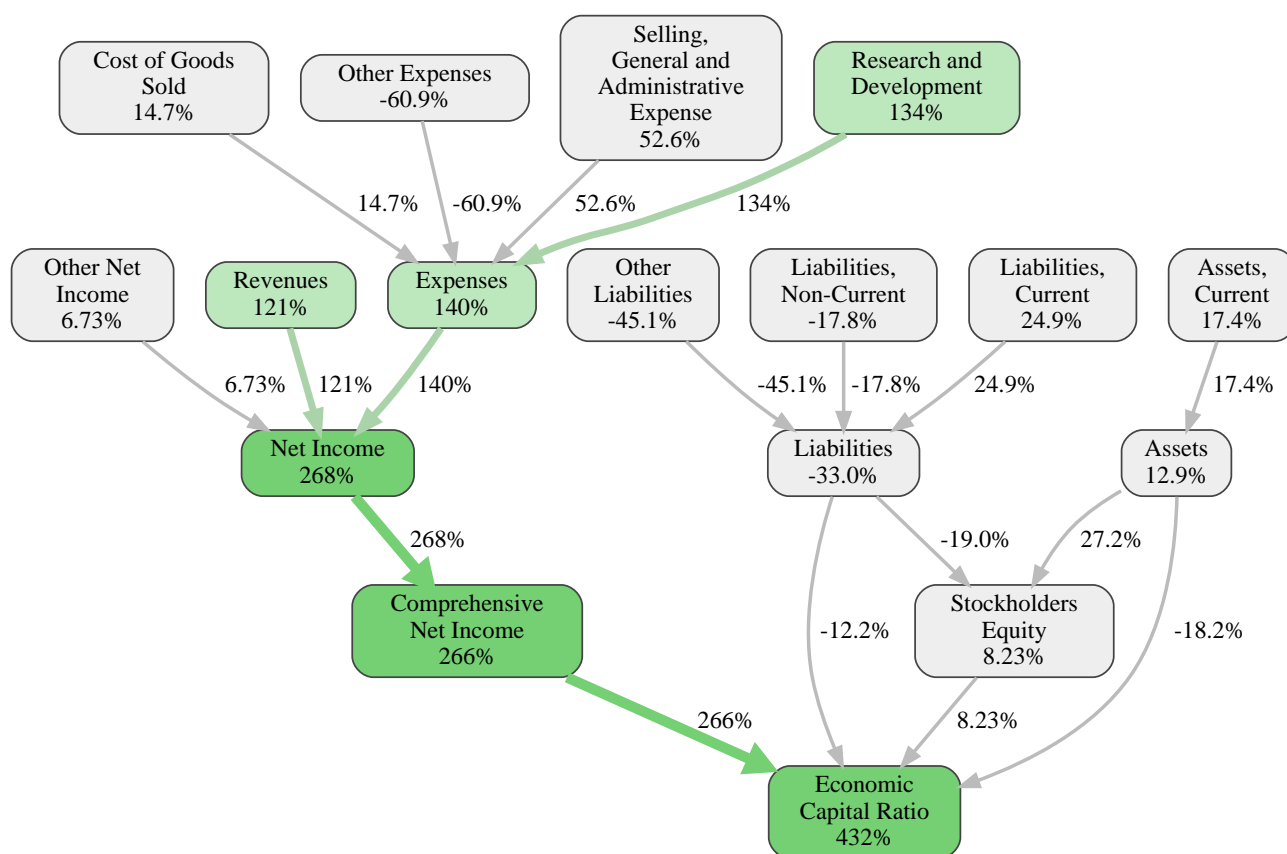 Cost of Goods
Sold
14.7%
Other Expenses
-60.9%
Selling,
General and
Administrative
Expense
52.6%
Research and
Development
134%
14.7%
-60.9%
52.6%
134%
Other Net
Income
6.73%
Revenues
121%
Expenses
140%
Other
Liabilities
-45.1%
Liabilities,
Non-Current
-17.8%
Liabilities,
Current
24.9%
Assets,
Current
17.4%
6.73%
121%
140%
-45.1%
-17.8%
24.9%
17.4%
Net Income
268%
Liabilities
-33.0%
Assets
12.9%
268%
-19.0%
27.2%
Comprehensive
Net Income
266%
-12.2%
Stockholders
Equity
8.23%
-18.2%
266%
8.23%
Economic
Capital Ratio
432%